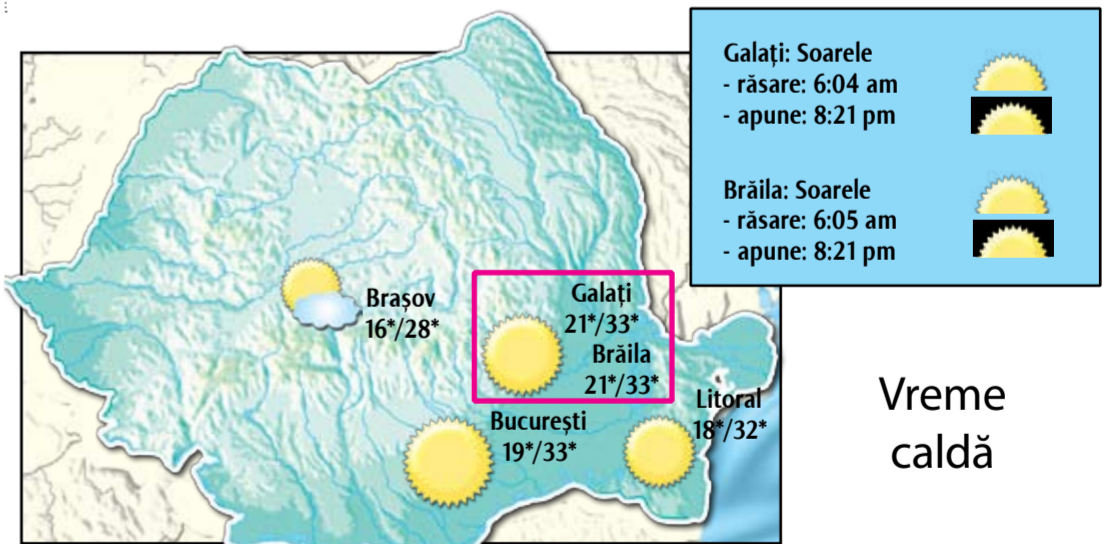 Galați: Soarele
- răsare: 6:04 am
- apune: 8:21 pm
Brăila: Soarele
- răsare: 6:05 am
- apune: 8:21 pm
Brașov
16*/28*
Galați
21*/33*
Brăila
21*/33*
Litoral
18*/32*
București
19*/33*
Vreme
caldă